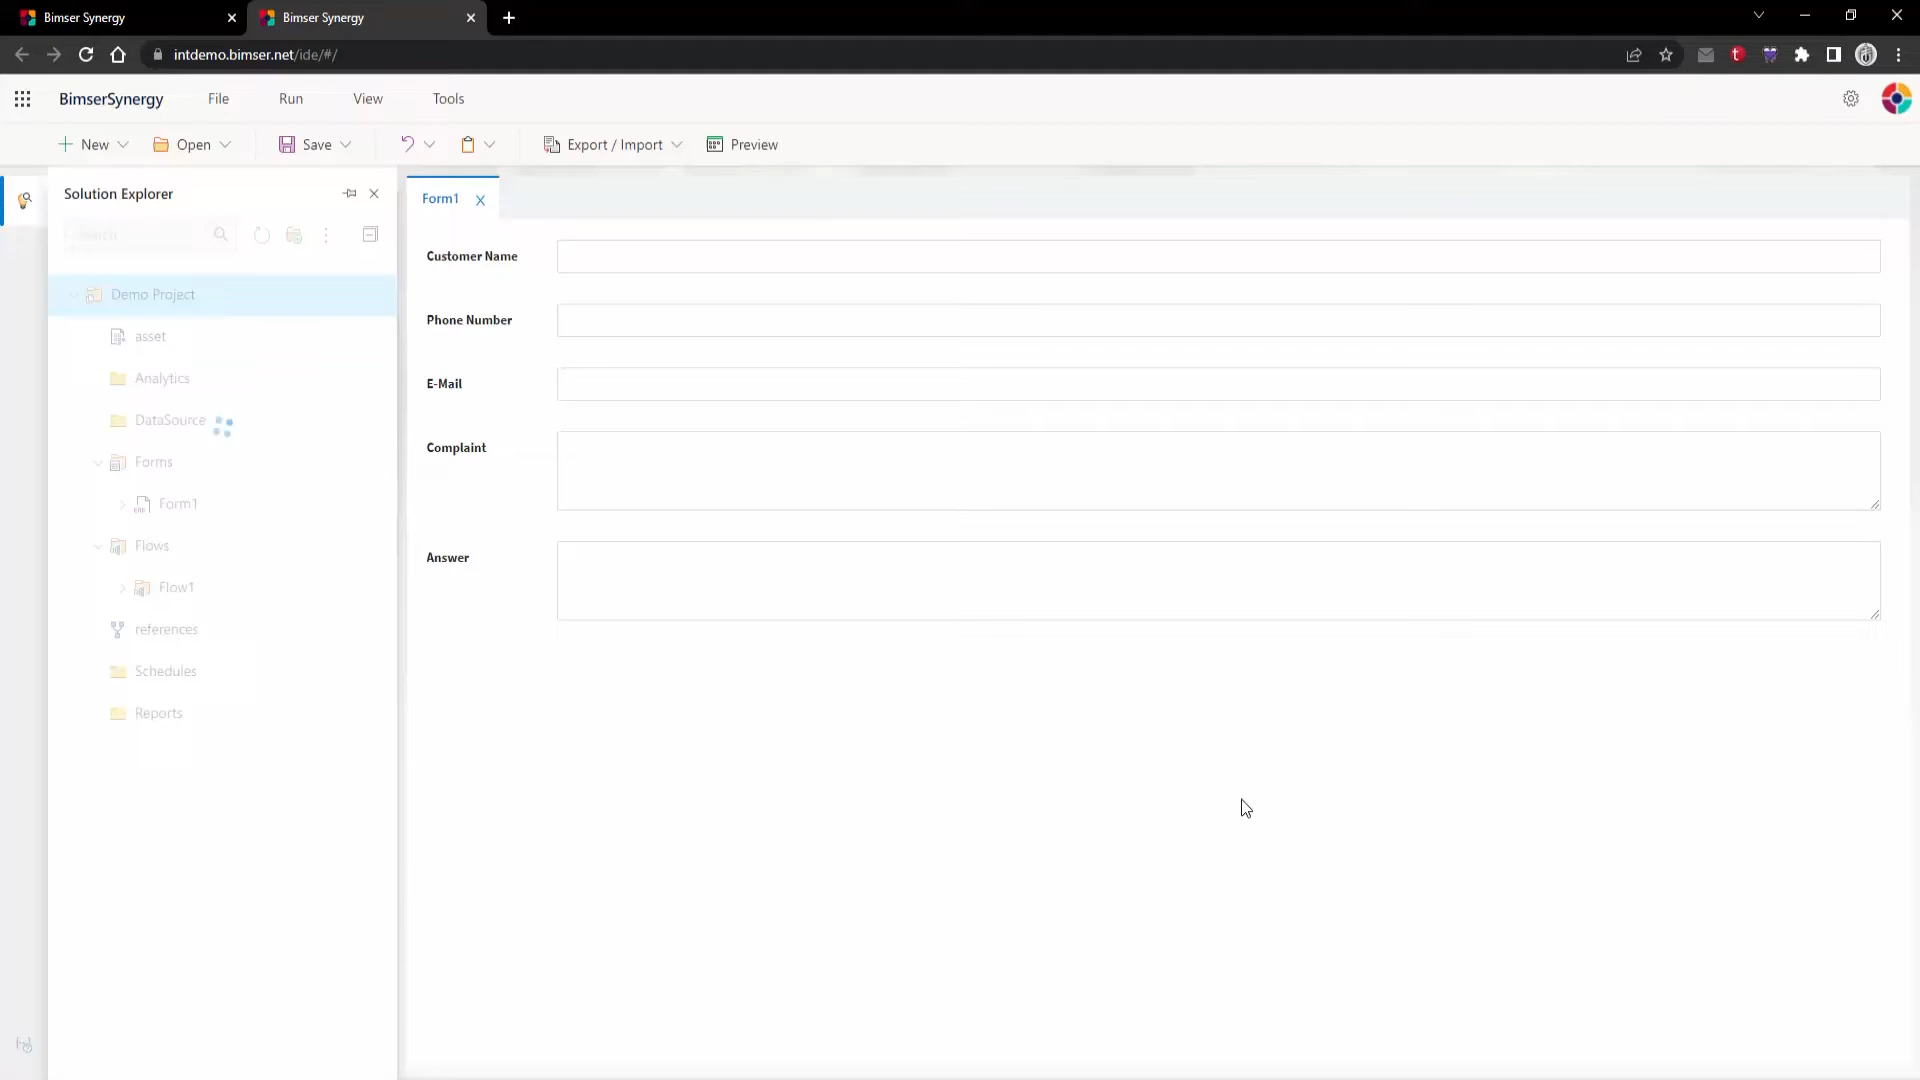 Bimser Synergy
Bimser Synergy
intdemo.bimser.net/ide/#/
BimserSynergy File Run View Tools
New Open Save Export / Import Preview
Solution Explorer
Search
Demo Project
asset
Analytics
DataSource
Forms
Form1
Flows
Flow1
references
Schedules
Reports
Form1
Customer Name
Phone Number
E-Mail
Complaint
Answer